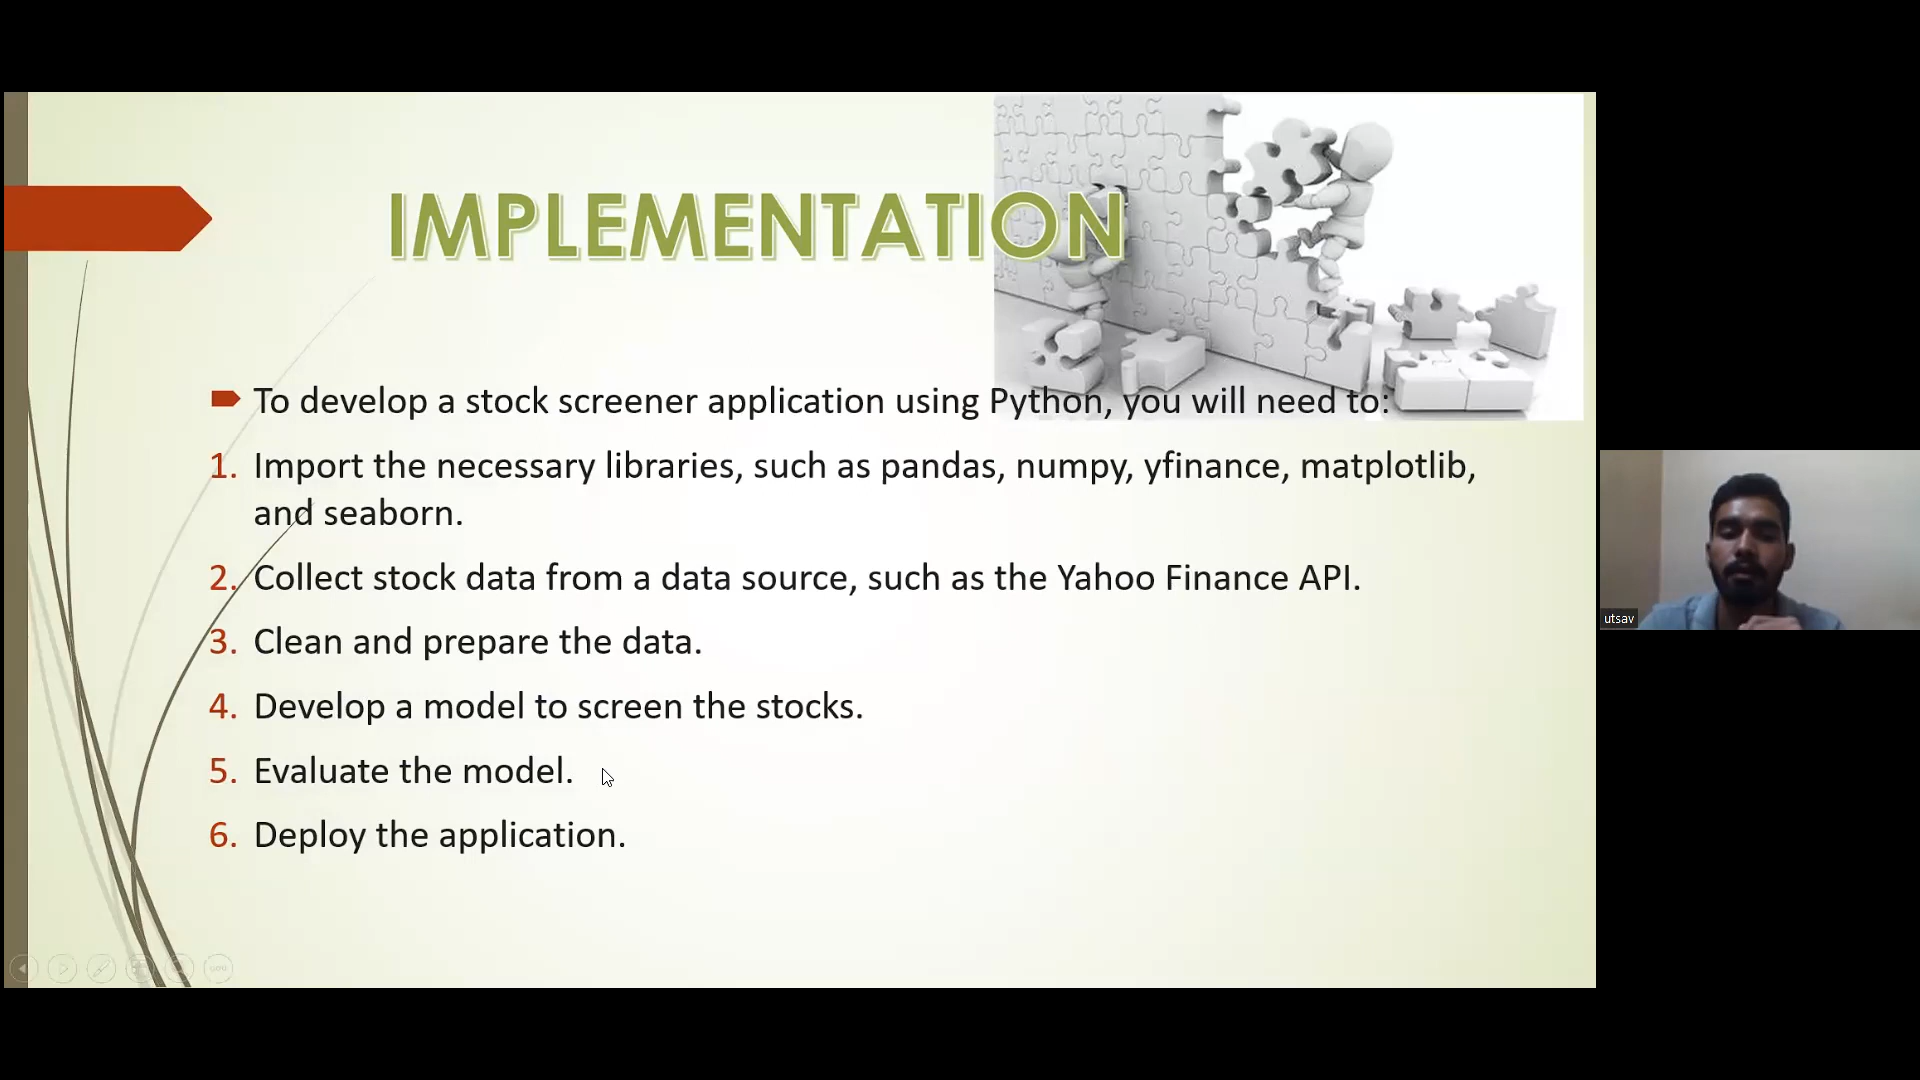 IMPLEMENTATION
To develop a stock screener application using Python, you will need to:
1. Import the necessary libraries, such as pandas, numpy, yfinance, matplotlib,
and seaborn.
2. Collect stock data from a data source, such as the Yahoo Finance API.
3. Clean and prepare the data.
4. Develop a model to screen the stocks.
5. Evaluate the model.
6. Deploy the application.
utsav